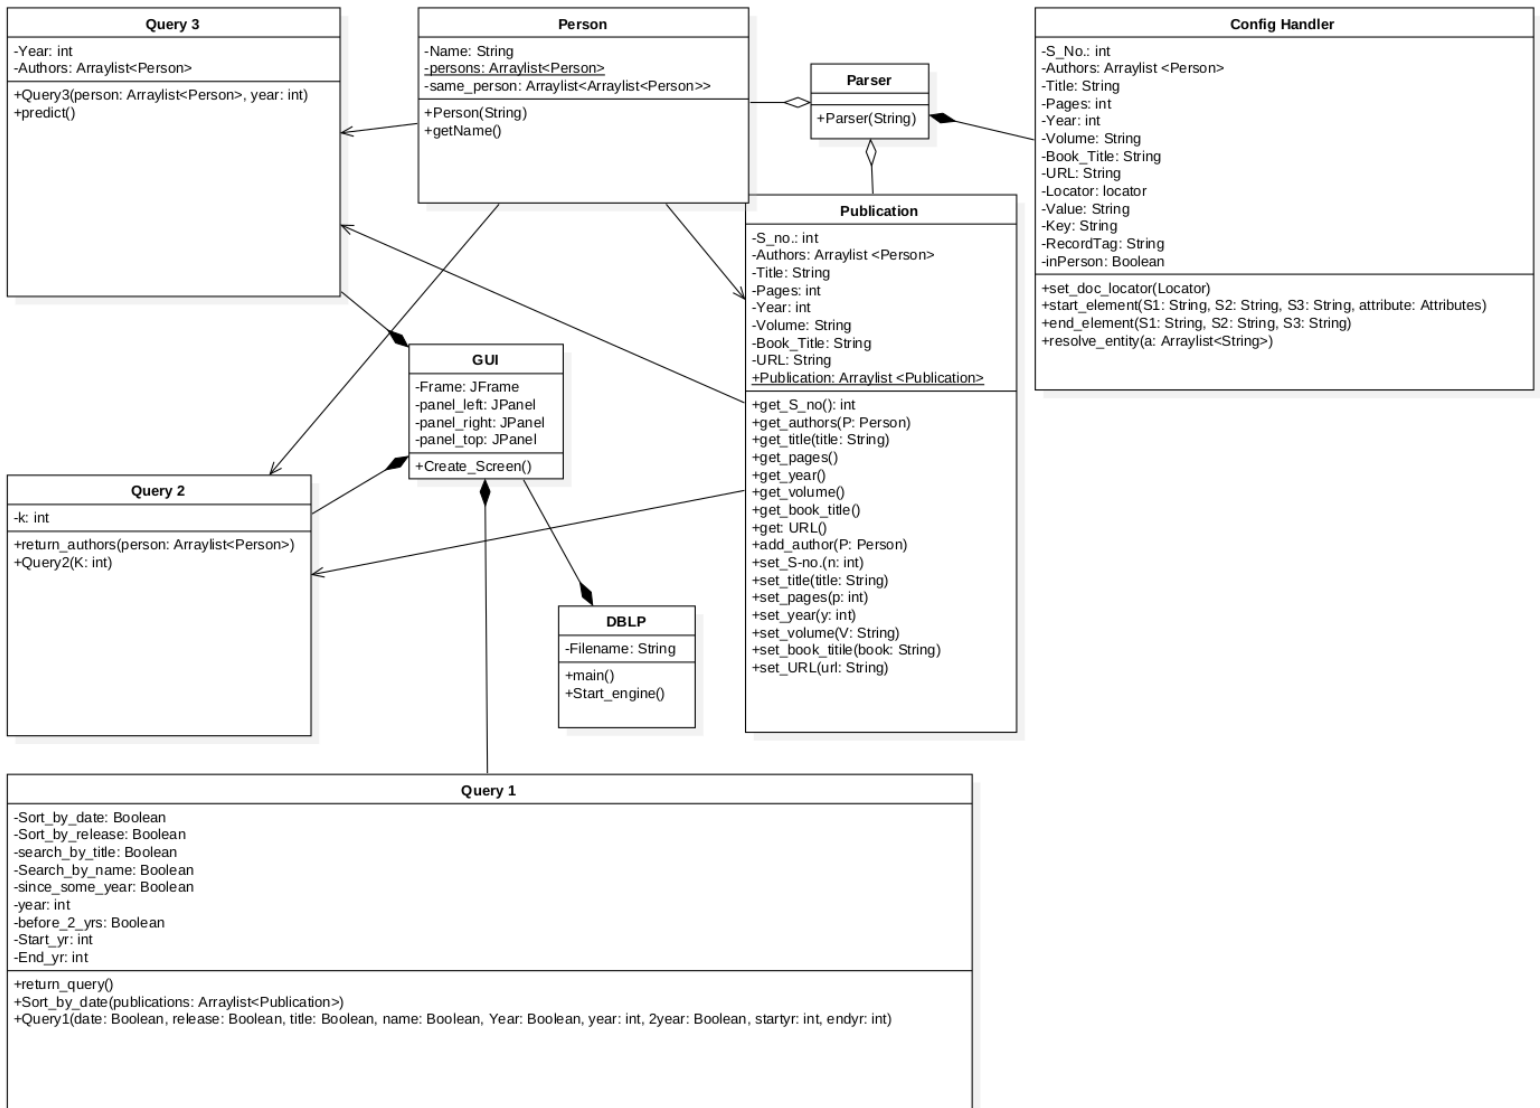 Query 3
-Year: int
-Authors: Arraylist<Person>
+Query3(person: Arraylist<Person>, year: int)
+predict()
Person
-Name: String
-persons: Arraylist<Person>
-same_person: Arraylist<Arraylist<Person>>
+Person(String)
+getName()
Parser
+Parser(String)
Config Handler
-S_No.: int
-Authors: Arraylist <Person>
-Title: String
-Pages: int
-Year: int
-Volume: String
-Book_Title: String
-URL: String
-Locator: locator
-Value: String
-Key: String
-RecordTag: String
-inPerson: Boolean
+set_doc_locator(Locator)
+start_element(S1: String, S2: String, S3: String, attribute: Attributes)
+end_element(S1: String, S2: String, S3: String)
+resolve_entity(a: Arraylist<String>)
Publication
-S_no.: int
-Authors: Arraylist <Person>
-Title: String
-Pages: int
-Year: int
-Volume: String
-Book_Title: String
-URL: String
+Publication: Arraylist <Publication>
+get_S_no(): int
+get_authors(P: Person)
+get_title(title: String)
+get_pages()
+get_year()
+get_volume()
+get_book_title()
+get: URL()
+add_author(P: Person)
+set_S-no.(n: int)
+set_title(title: String)
+set_pages(p: int)
+set_year(y: int)
+set_volume(V: String)
+set_book_titile(book: String)
+set_URL(url: String)
GUI
-Frame: JFrame
-panel_left: JPanel
-panel_right: JPanel
-panel_top: JPanel
+Create_Screen()
Query 2
-k: int
+return_authors(person: Arraylist<Person>)
+Query2(K: int)
DBLP
-Filename: String
+main()
+Start_engine()
Query 1
-Sort_by_date: Boolean
-Sort_by_release: Boolean
-search_by_title: Boolean
-Search_by_name: Boolean
-since_some_year: Boolean
-year: int
-before_2_yrs: Boolean
-Start_yr: int
-End_yr: int
+return_query()
+Sort_by_date(publications: Arraylist<Publication>)
+Query1(date: Boolean, release: Boolean, title: Boolean, name: Boolean, Year: Boolean, year: int, 2year: Boolean, startyr: int, endyr: int)